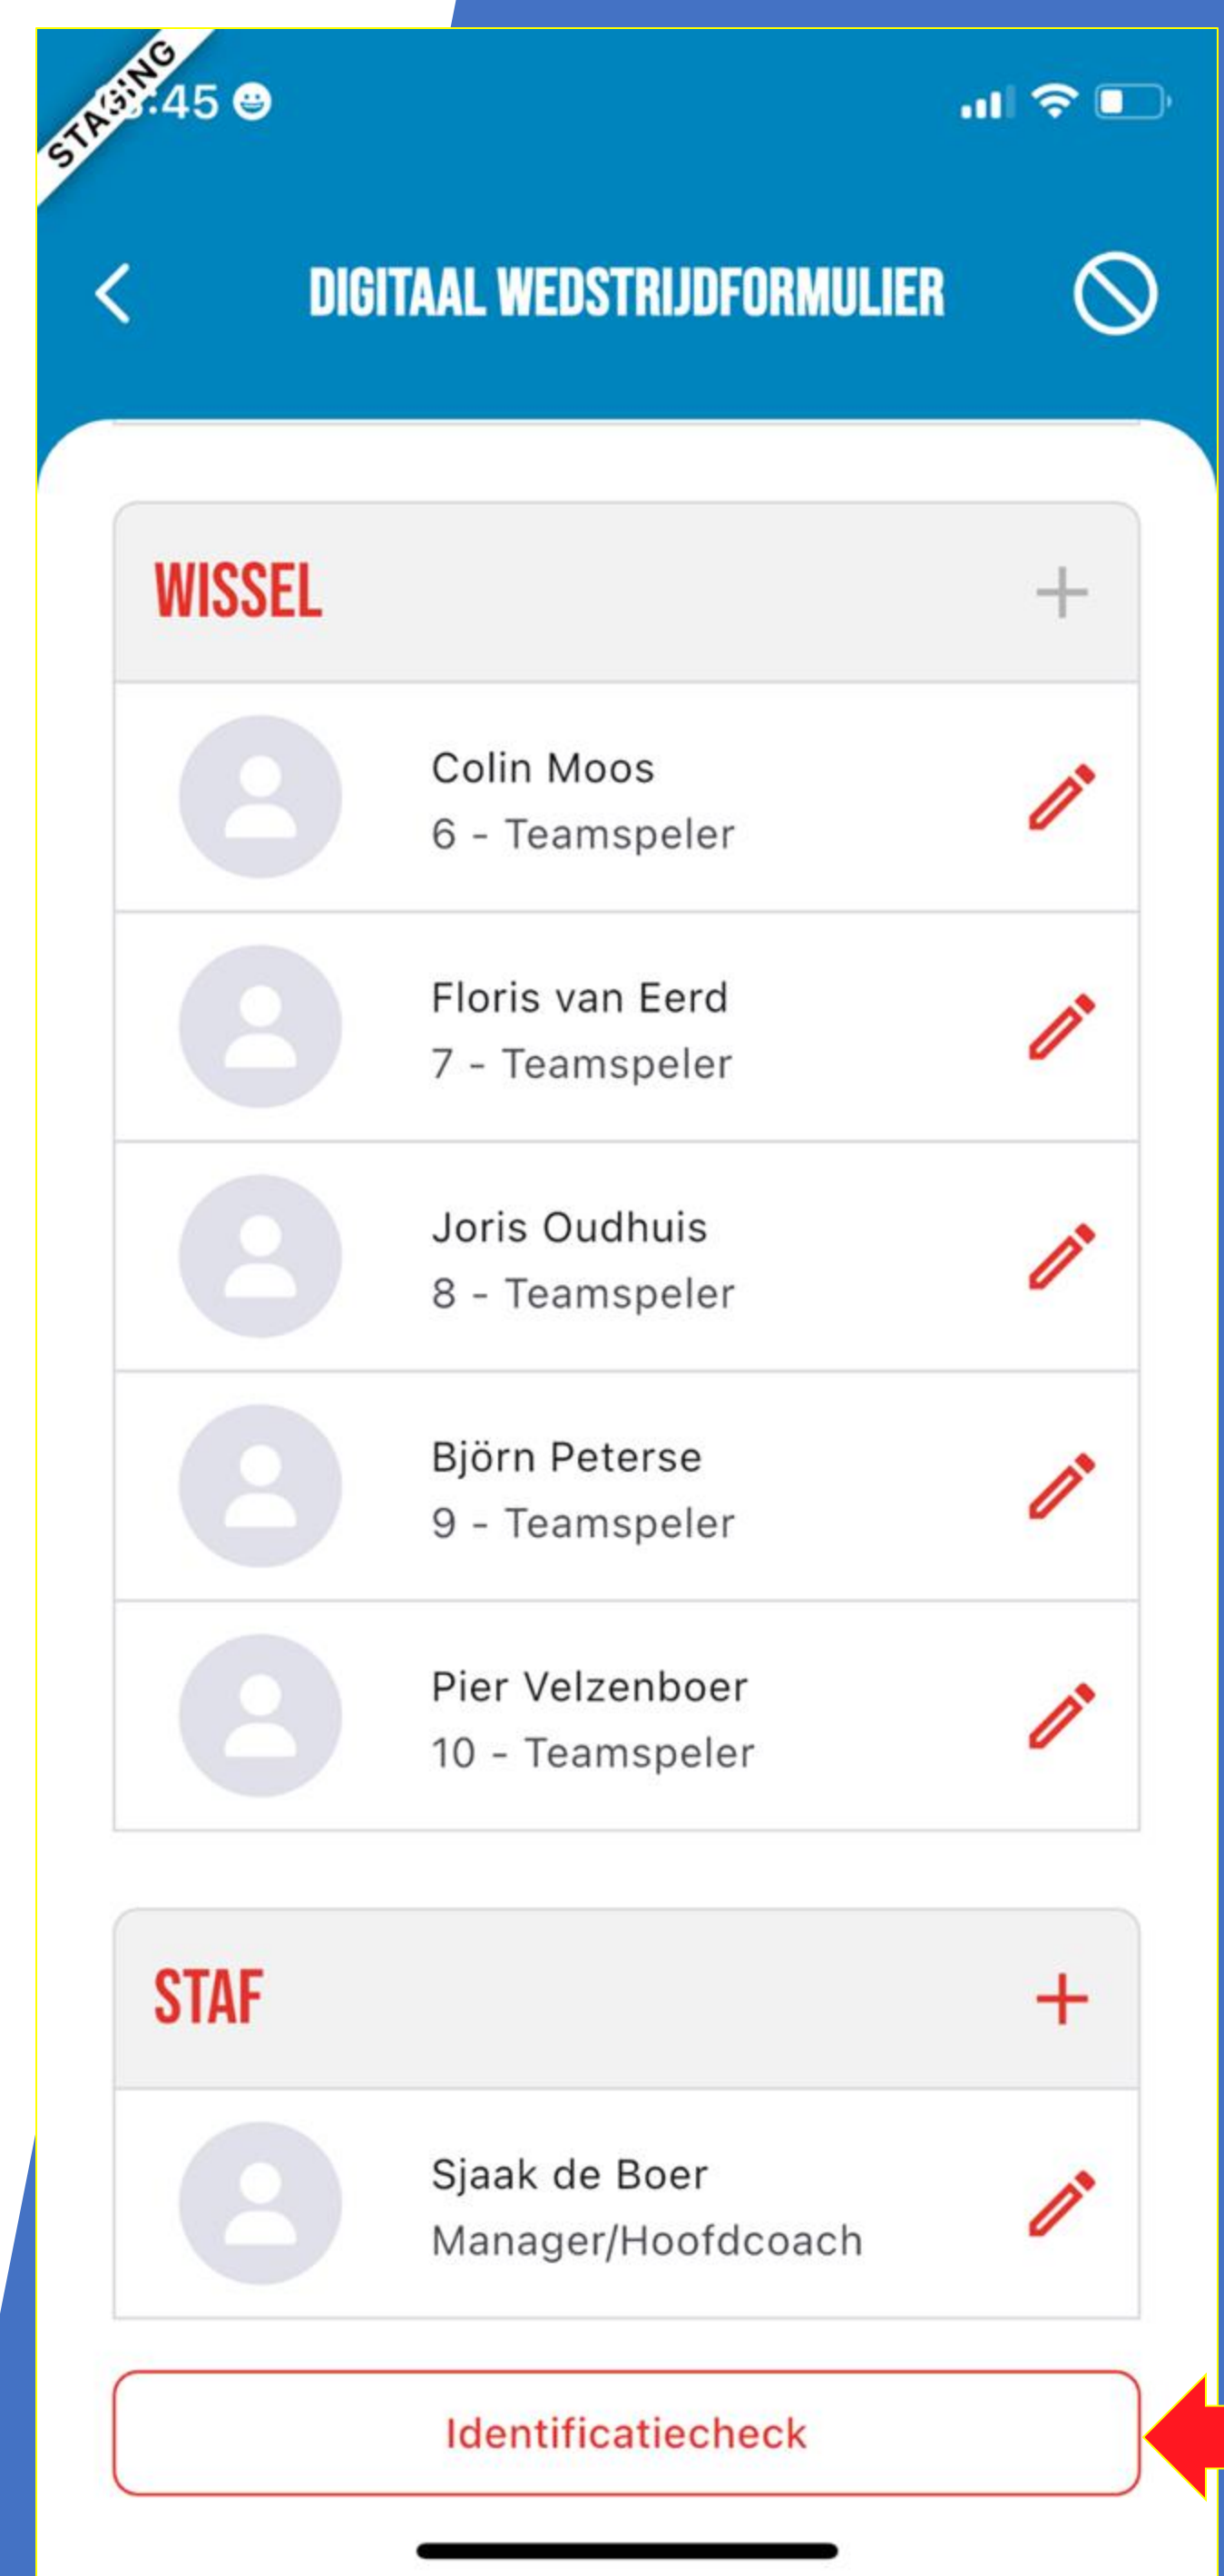 STAGING
:45
DIGITAAL WEDSTRIJDFORMULIER
WISSEL
Colin Moos
6 - Teamspeler
Floris van Eerd
7 - Teamspeler
Joris Oudhuis
8 - Teamspeler
Björn Peterse
9 - Teamspeler
Pier Velzenboer
10 - Teamspeler
STAF
Sjaak de Boer
Manager/Hoofdcoach
Identificatiecheck